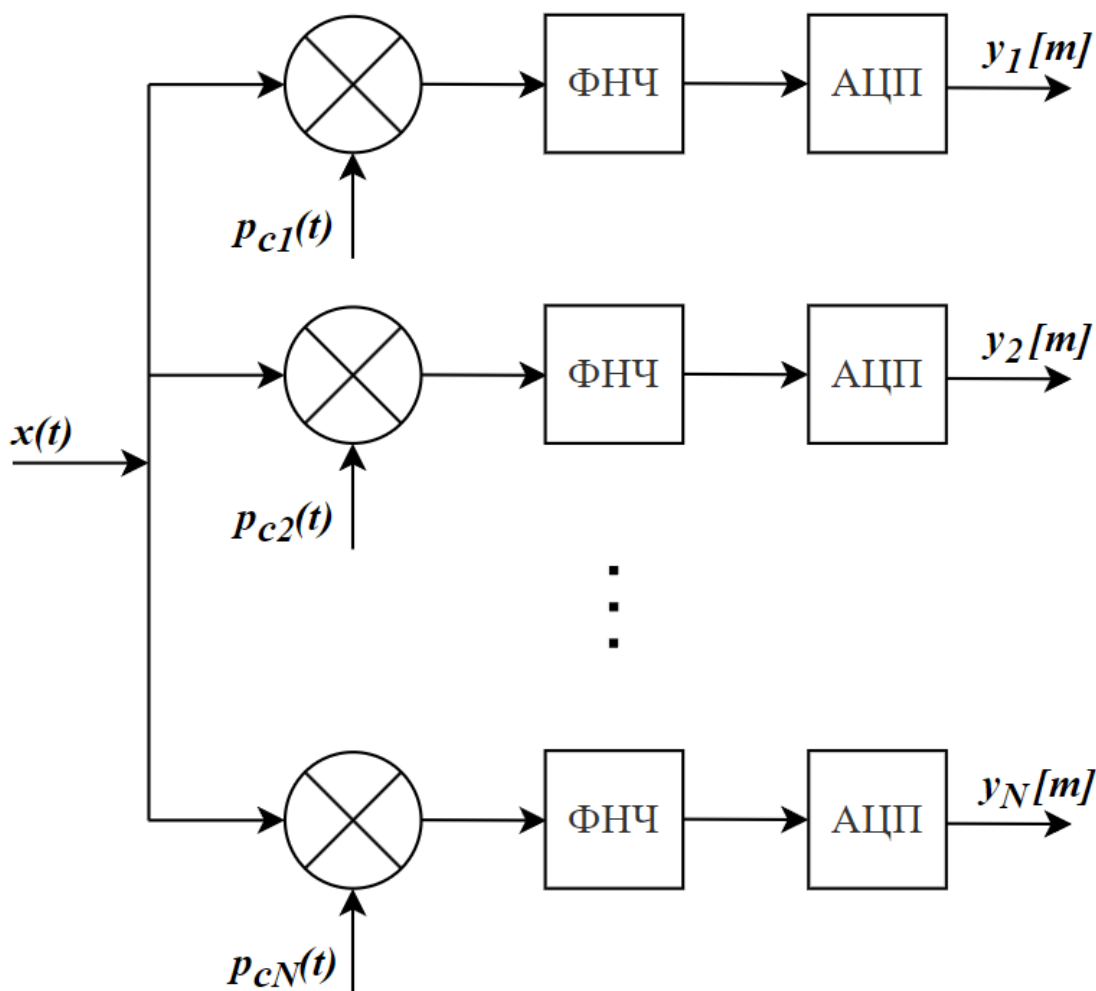 ФНЧ АЦП y1[m]
pc1(t)
ФНЧ АЦП y2[m]
x(t)
pc2(t)
ФНЧ АЦП yN[m]
pcN(t)